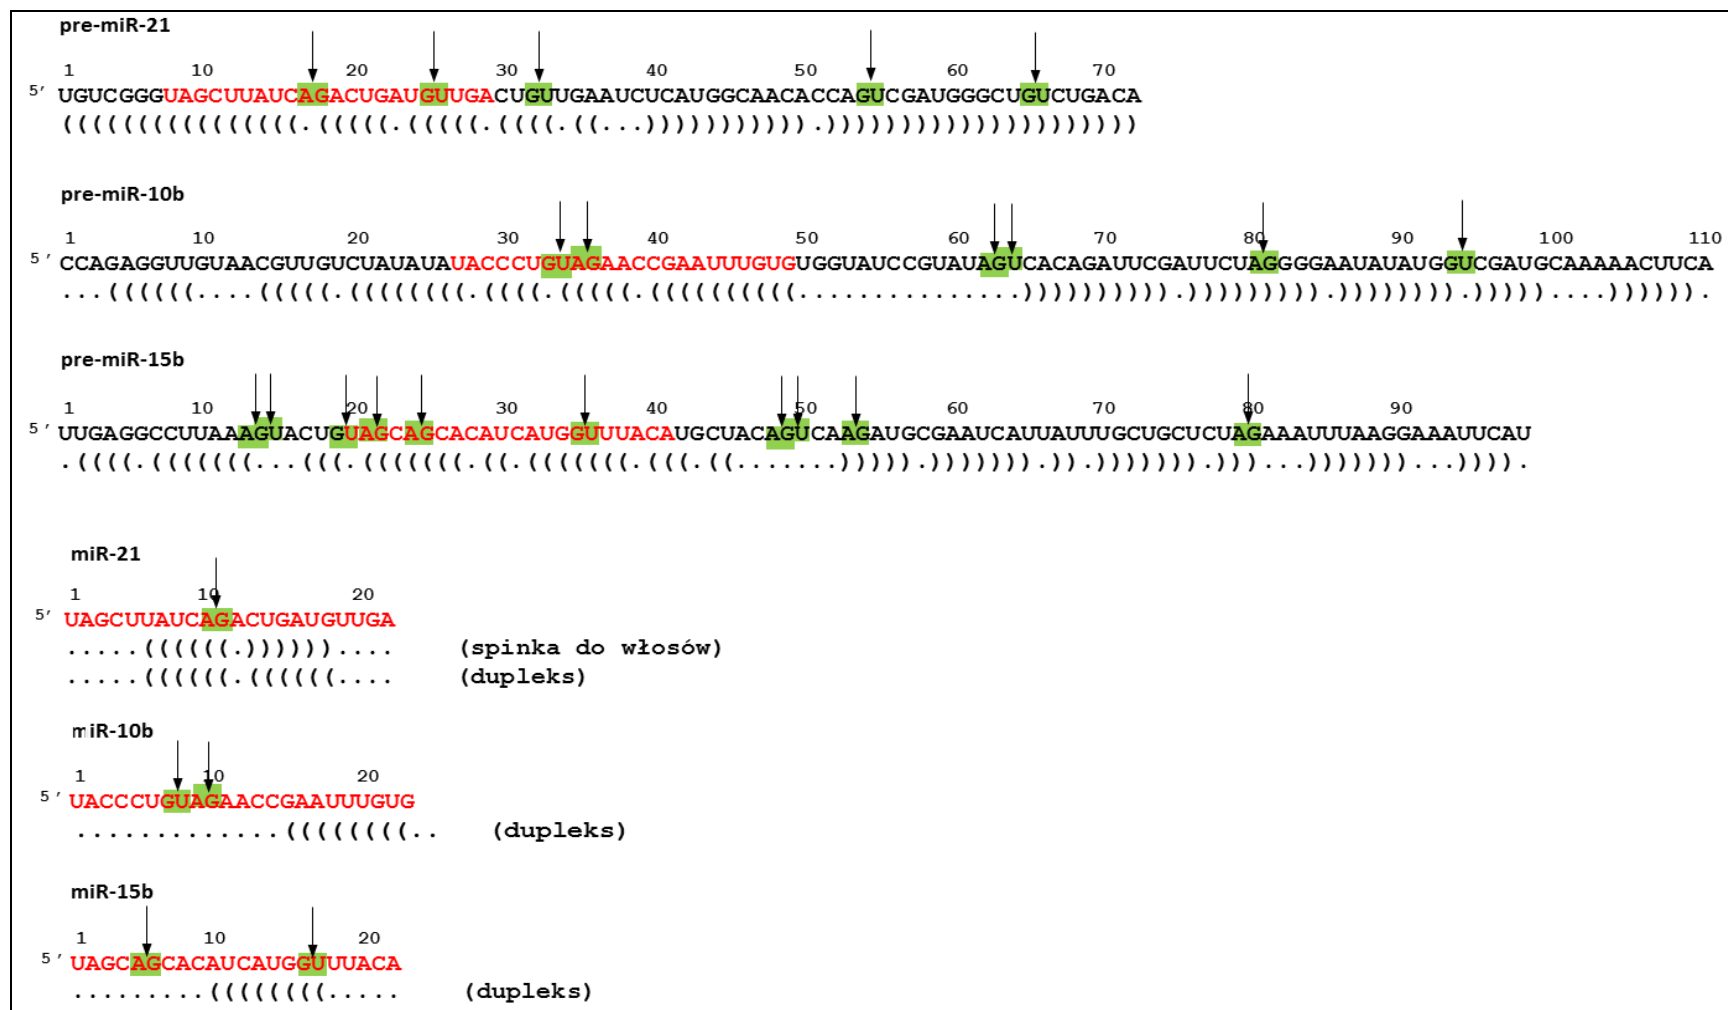 pre-miR-21
1 10 20 30 40 50 60 70
5’ UGUCGGGUAGCUUAUCAGACUGAUGUUGACUGUUGAAUCUCAUGGCAACACCAGUCGAUGGGCUGUCUGACA
((((((((((((((((.(((((.(((((.((((.((...))))))))))).)))))))))))))))))))))
pre-miR-10b
1 10 20 30 40 50 60 70 80 90 100 110
5’ CCAGAGGUUGUAACGUUGUCUAUAUAUACCCUGUAGAACCGAAUUUGUGUGGUAUCCGUAUAGUCACAGAUUCGAUUCUAGGGGAAUAUAUGGUCGAUGCAAAAACUUCA
...((((((....(((((.((((((((.((((.(((((.((((((((((...............)))))))))).))))))))).)))))))).)))))....)))))).
pre-miR-15b
1 10 20 30 40 50 60 70 80 90
5’ UUGAGGCCUUAAAGUACUGUAGCAGCACAUCAUGGUUUACAUGCUACAGUCAAGAUGCGAAUCAUUAUUUGCUGCUCUAGAAAUUUAAGGAAAUUCAU
.((((.(((((((...(((.(((((((.((.(((((((.(((.((.......))))).))))))).)).))))))).)))...)))))))...)))).
miR-21
1 10 20
5’ UAGCUUAUCAGACUGAUGUUGA
.....((((((.)))))).... (spinka do włosów)
.....((((((.((((((.... (dupleks)
miR-10b
1 10 20
5’ UACCCUGUAGAACCGAAUUUGUG
..............((((((((.. (dupleks)
miR-15b
1 10 20
5’ UAGCAGCACAUCAUGGUUUACA
.........((((((((..... (dupleks)